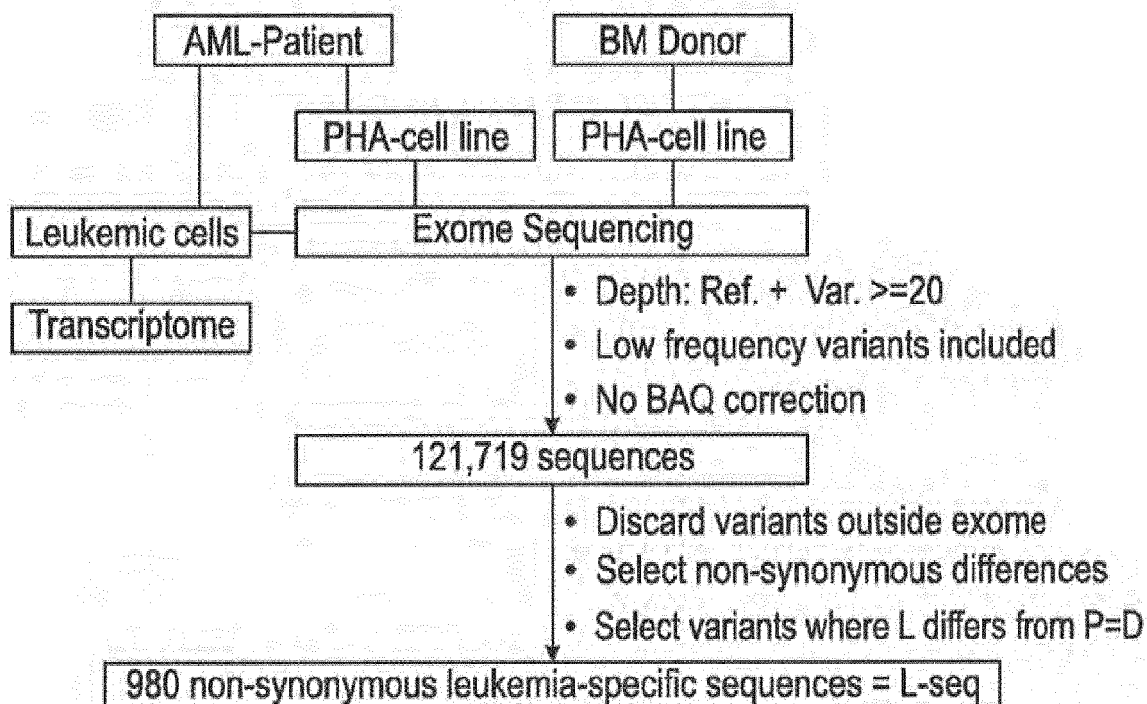 AML-Patient
BM Donor
PHA-cell line
PHA-cell line
Leukemic cells
Exome Sequencing
Transcriptome
• Depth: Ref. + Var. >=20
• Low frequency variants included
• No BAQ correction
121,719 sequences
• Discard variants outside exome
• Select non-synonymous differences
• Select variants where L differs from P=D
980 non-synonymous leukemia-specific sequences = L-seq